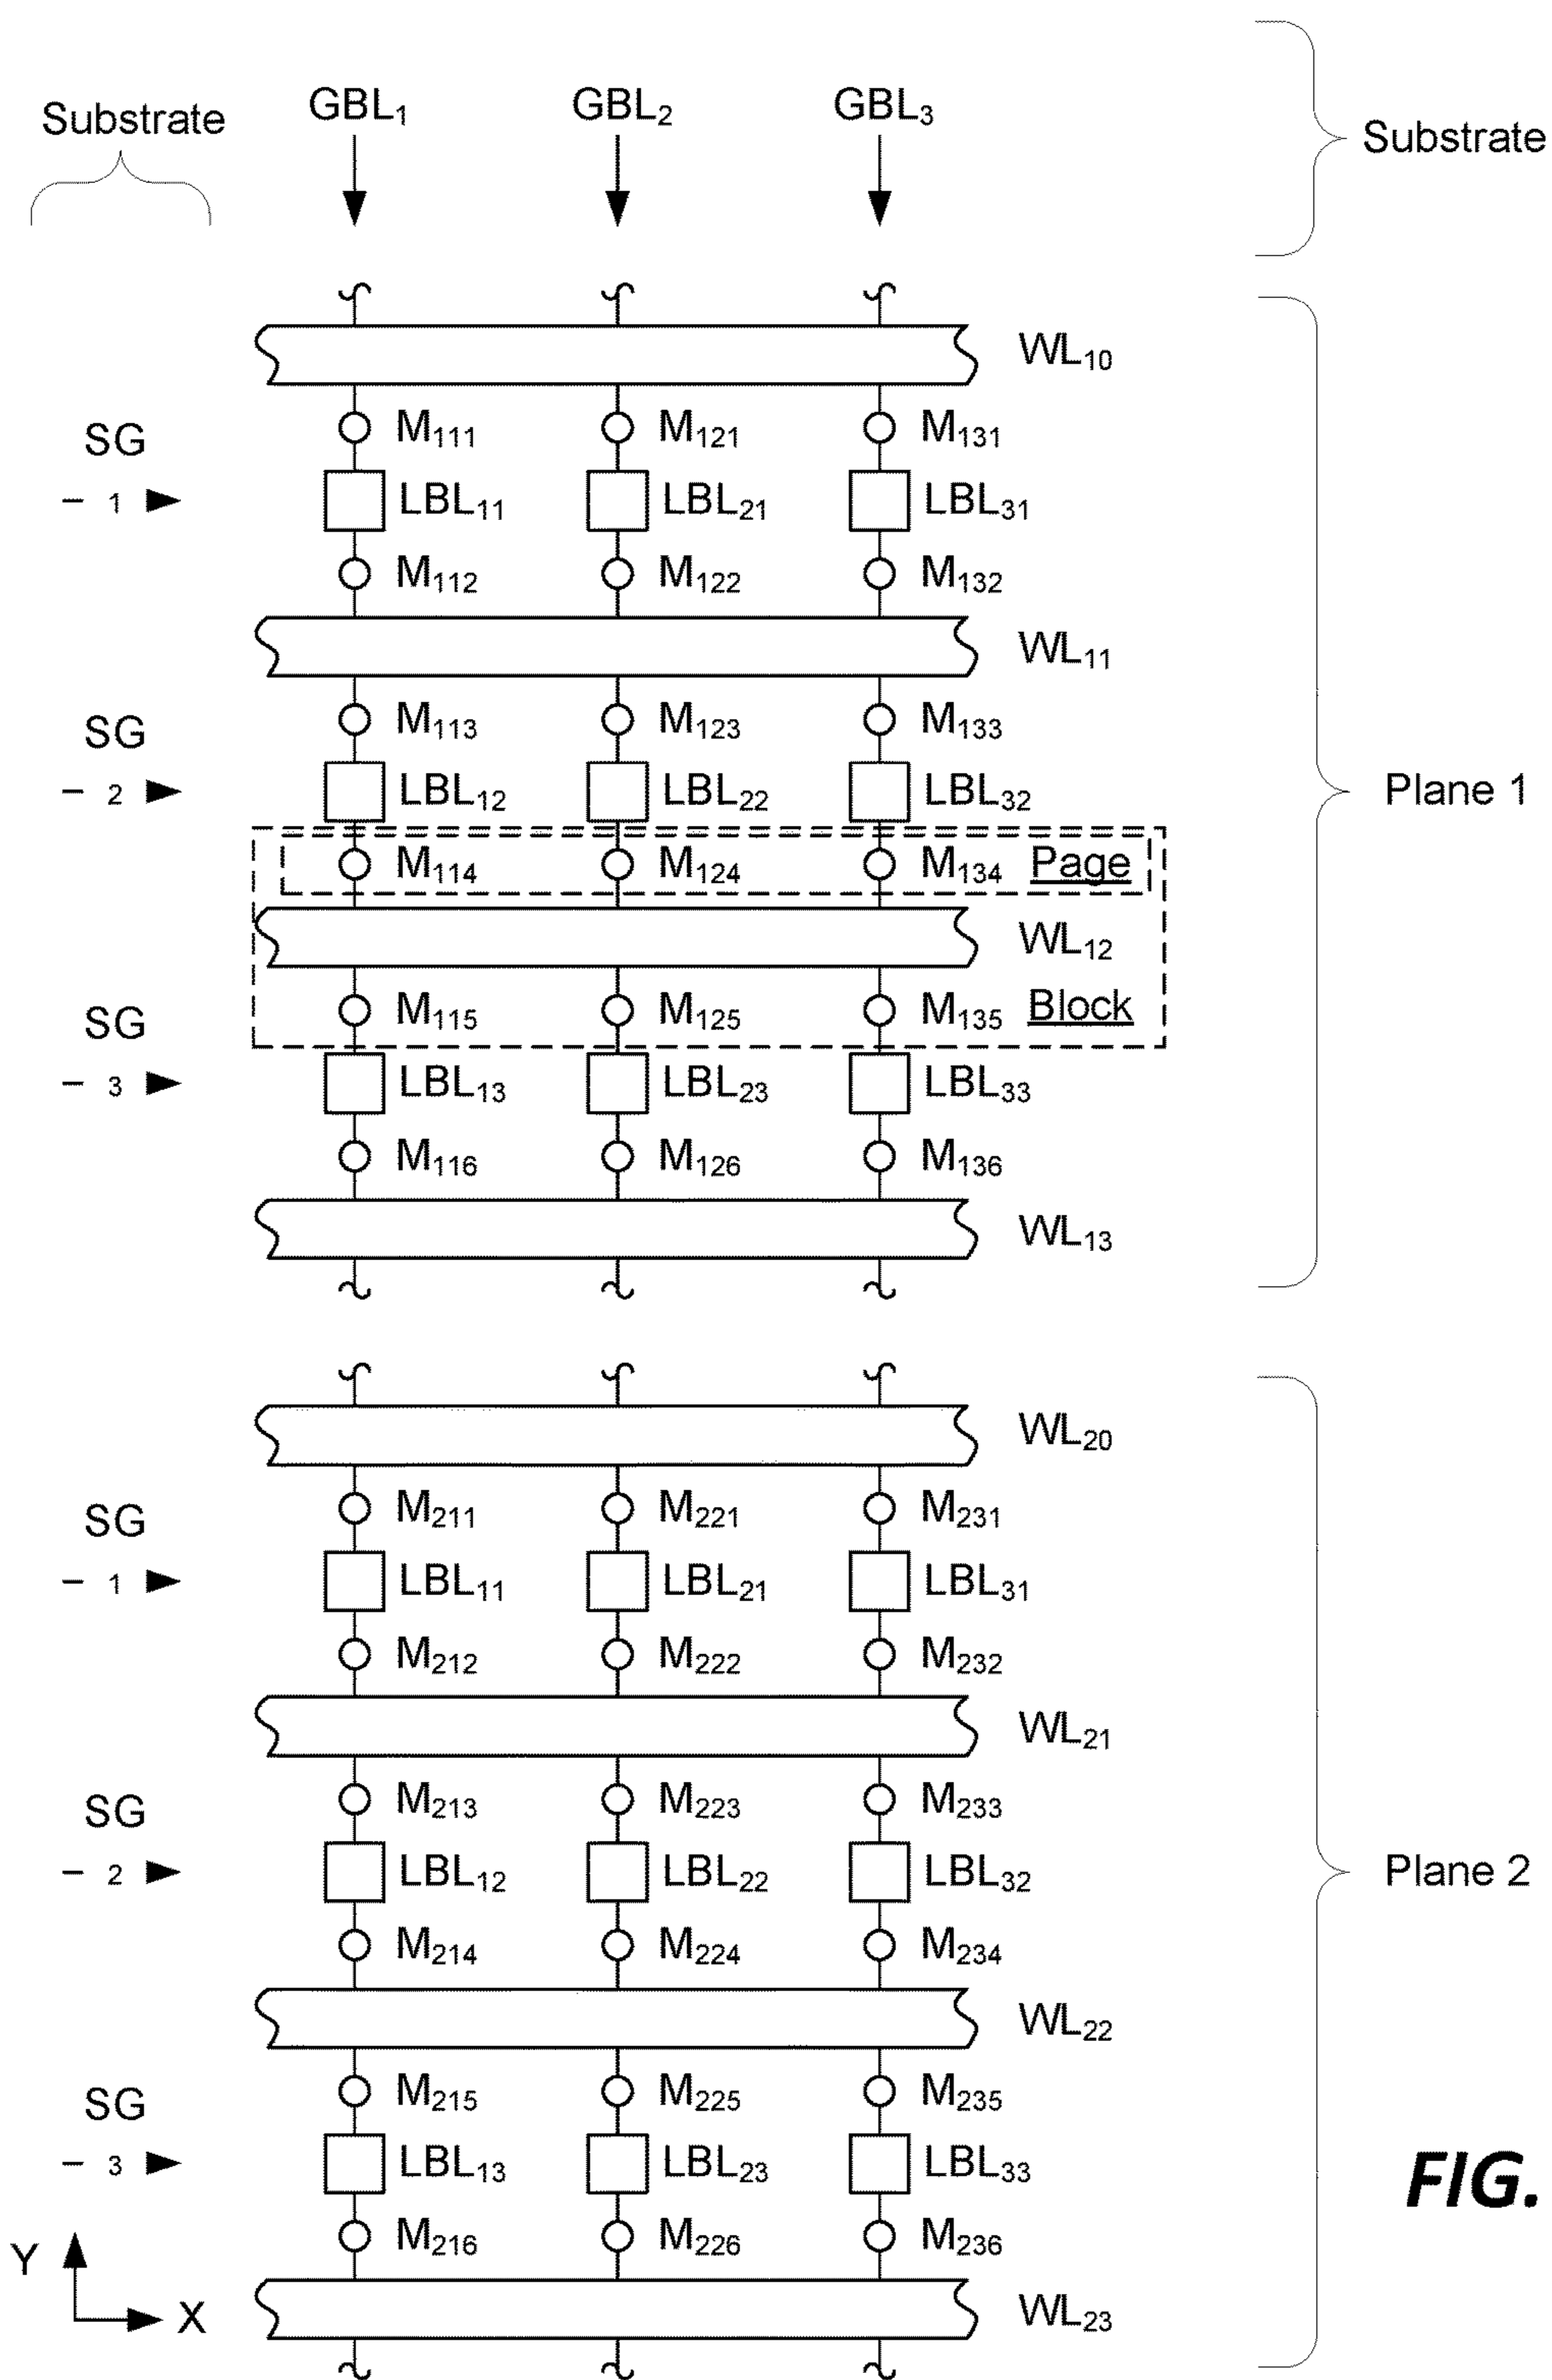 GBL₁ GBL₂ GBL₃
Substrate Substrate
WL₁₀
SG M₁₁₁ M₁₂₁ M₁₃₁
– 1 ► LBL₁₁ LBL₂₁ LBL₃₁
M₁₁₂ M₁₂₂ M₁₃₂
WL₁₁
SG M₁₁₃ M₁₂₃ M₁₃₃
– 2 ► LBL₁₂ LBL₂₂ LBL₃₂ Plane 1
M₁₁₄ M₁₂₄ M₁₃₄ Page
WL₁₂
SG M₁₁₅ M₁₂₅ M₁₃₅ Block
– 3 ► LBL₁₃ LBL₂₃ LBL₃₃
M₁₁₆ M₁₂₆ M₁₃₆
WL₁₃
WL₂₀
SG M₂₁₁ M₂₂₁ M₂₃₁
– 1 ► LBL₁₁ LBL₂₁ LBL₃₁
M₂₁₂ M₂₂₂ M₂₃₂
WL₂₁
SG M₂₁₃ M₂₂₃ M₂₃₃
– 2 ► LBL₁₂ LBL₂₂ LBL₃₂ Plane 2
M₂₁₄ M₂₂₄ M₂₃₄
WL₂₂
SG M₂₁₅ M₂₂₅ M₂₃₅
– 3 ► LBL₁₃ LBL₂₃ LBL₃₃ FIG.
M₂₁₆ M₂₂₆ M₂₃₆
Y
X WL₂₃